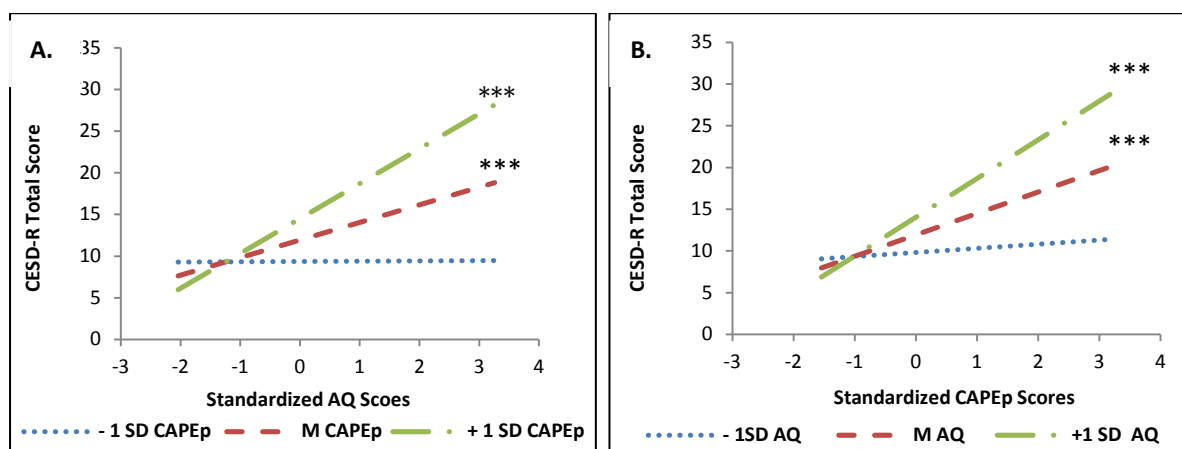 A.
CESD-R Total Score
35
30
25
20
15
10
5
0
***
***
-3 -2 -1 0 1 2 3 4
Standardized AQ Scoes
- 1 SD CAPEp M CAPEp + 1 SD CAPEp
B.
CESD-R Total Score
35
30
25
20
15
10
5
0
***
***
-3 -2 -1 0 1 2 3 4
Standardized CAPEp Scores
- 1SD AQ M AQ +1 SD AQ